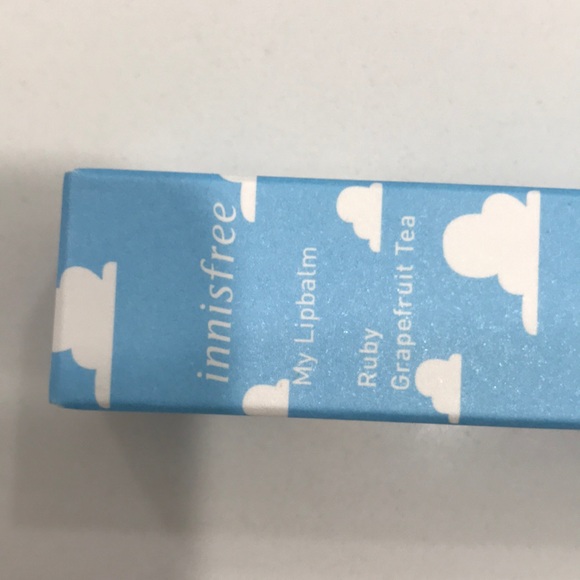 innisfree
My Lipbalm
Ruby
Grapefruit Tea